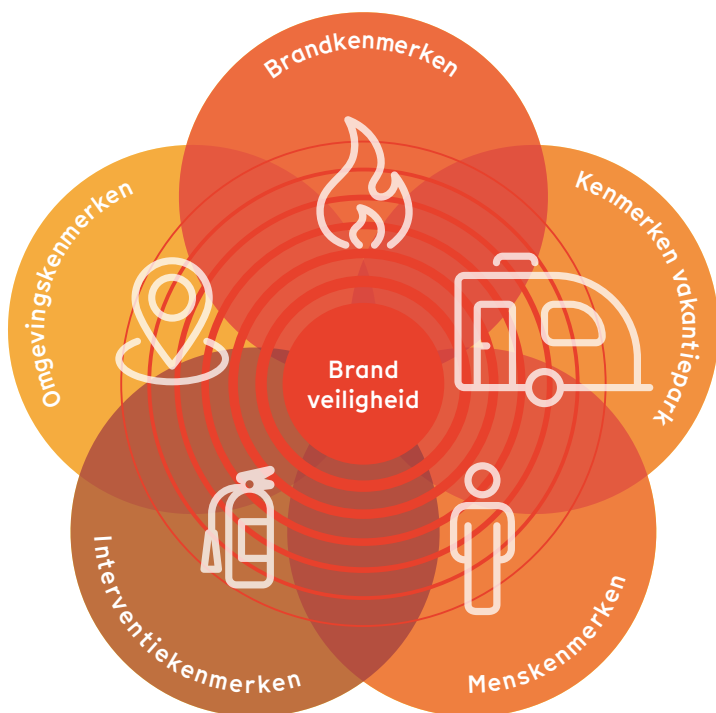 Brandkenmerken
Omgevingskenmerken
Kenmerken vakantiepark
Brand
veiligheid
Interventiekenmerken
Menskenmerken